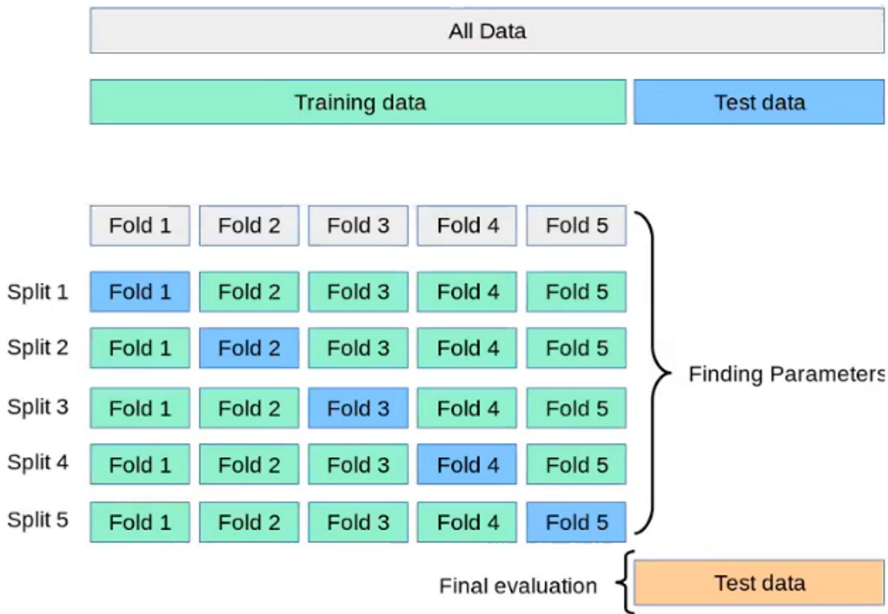 All Data
Training data Test data
Fold 1 Fold 2 Fold 3 Fold 4 Fold 5
Split 1 Fold 1 Fold 2 Fold 3 Fold 4 Fold 5
Split 2 Fold 1 Fold 2 Fold 3 Fold 4 Fold 5
Finding Parameters
Split 3 Fold 1 Fold 2 Fold 3 Fold 4 Fold 5
Split 4 Fold 1 Fold 2 Fold 3 Fold 4 Fold 5
Split 5 Fold 1 Fold 2 Fold 3 Fold 4 Fold 5
Final evaluation Test data